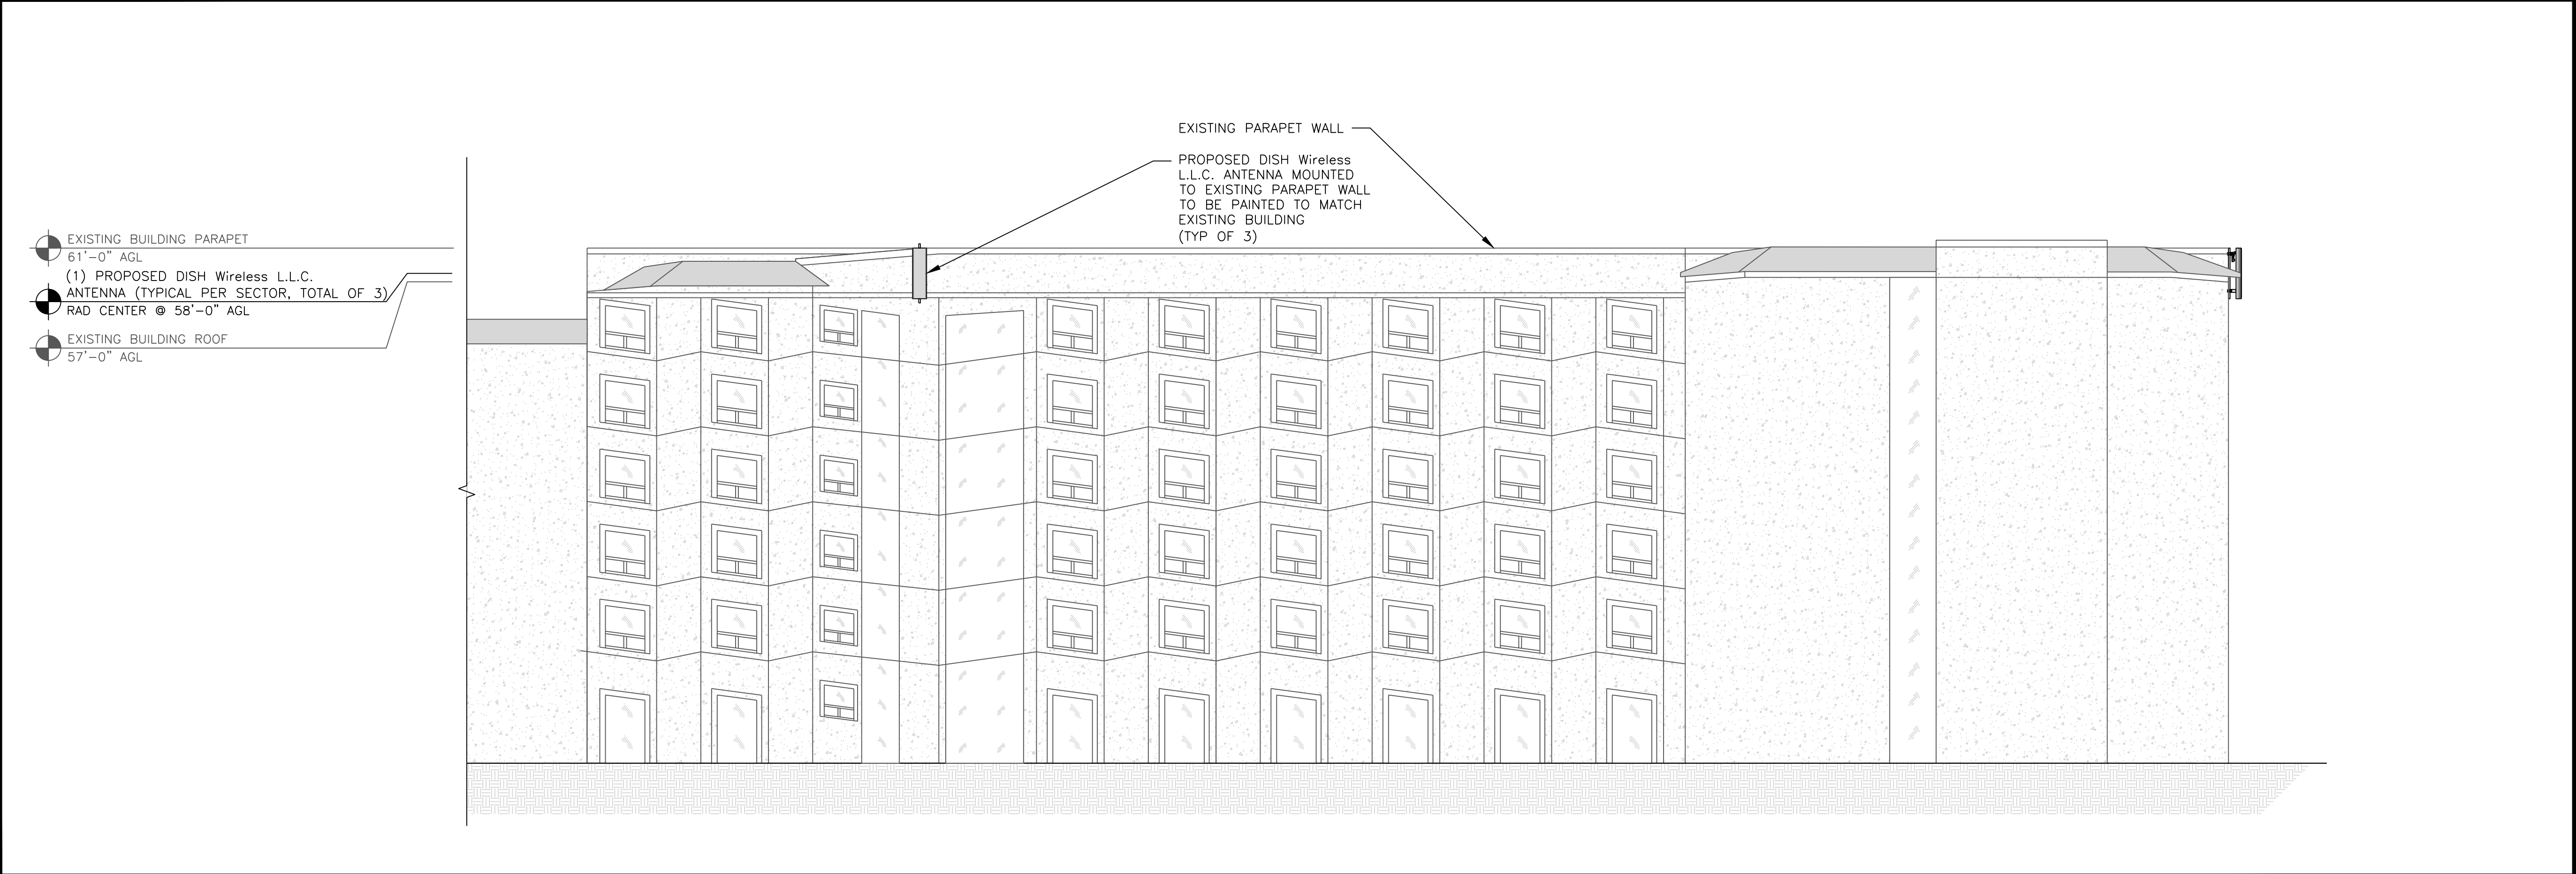 EXISTING PARAPET WALL
PROPOSED DISH Wireless
L.L.C. ANTENNA MOUNTED
TO EXISTING PARAPET WALL
TO BE PAINTED TO MATCH
EXISTING BUILDING
(TYP OF 3)
EXISTING BUILDING PARAPET
61'-0" AGL
(1) PROPOSED DISH Wireless L.L.C.
ANTENNA (TYPICAL PER SECTOR, TOTAL OF 3)
RAD CENTER @ 58'-0" AGL
EXISTING BUILDING ROOF
57'-0" AGL